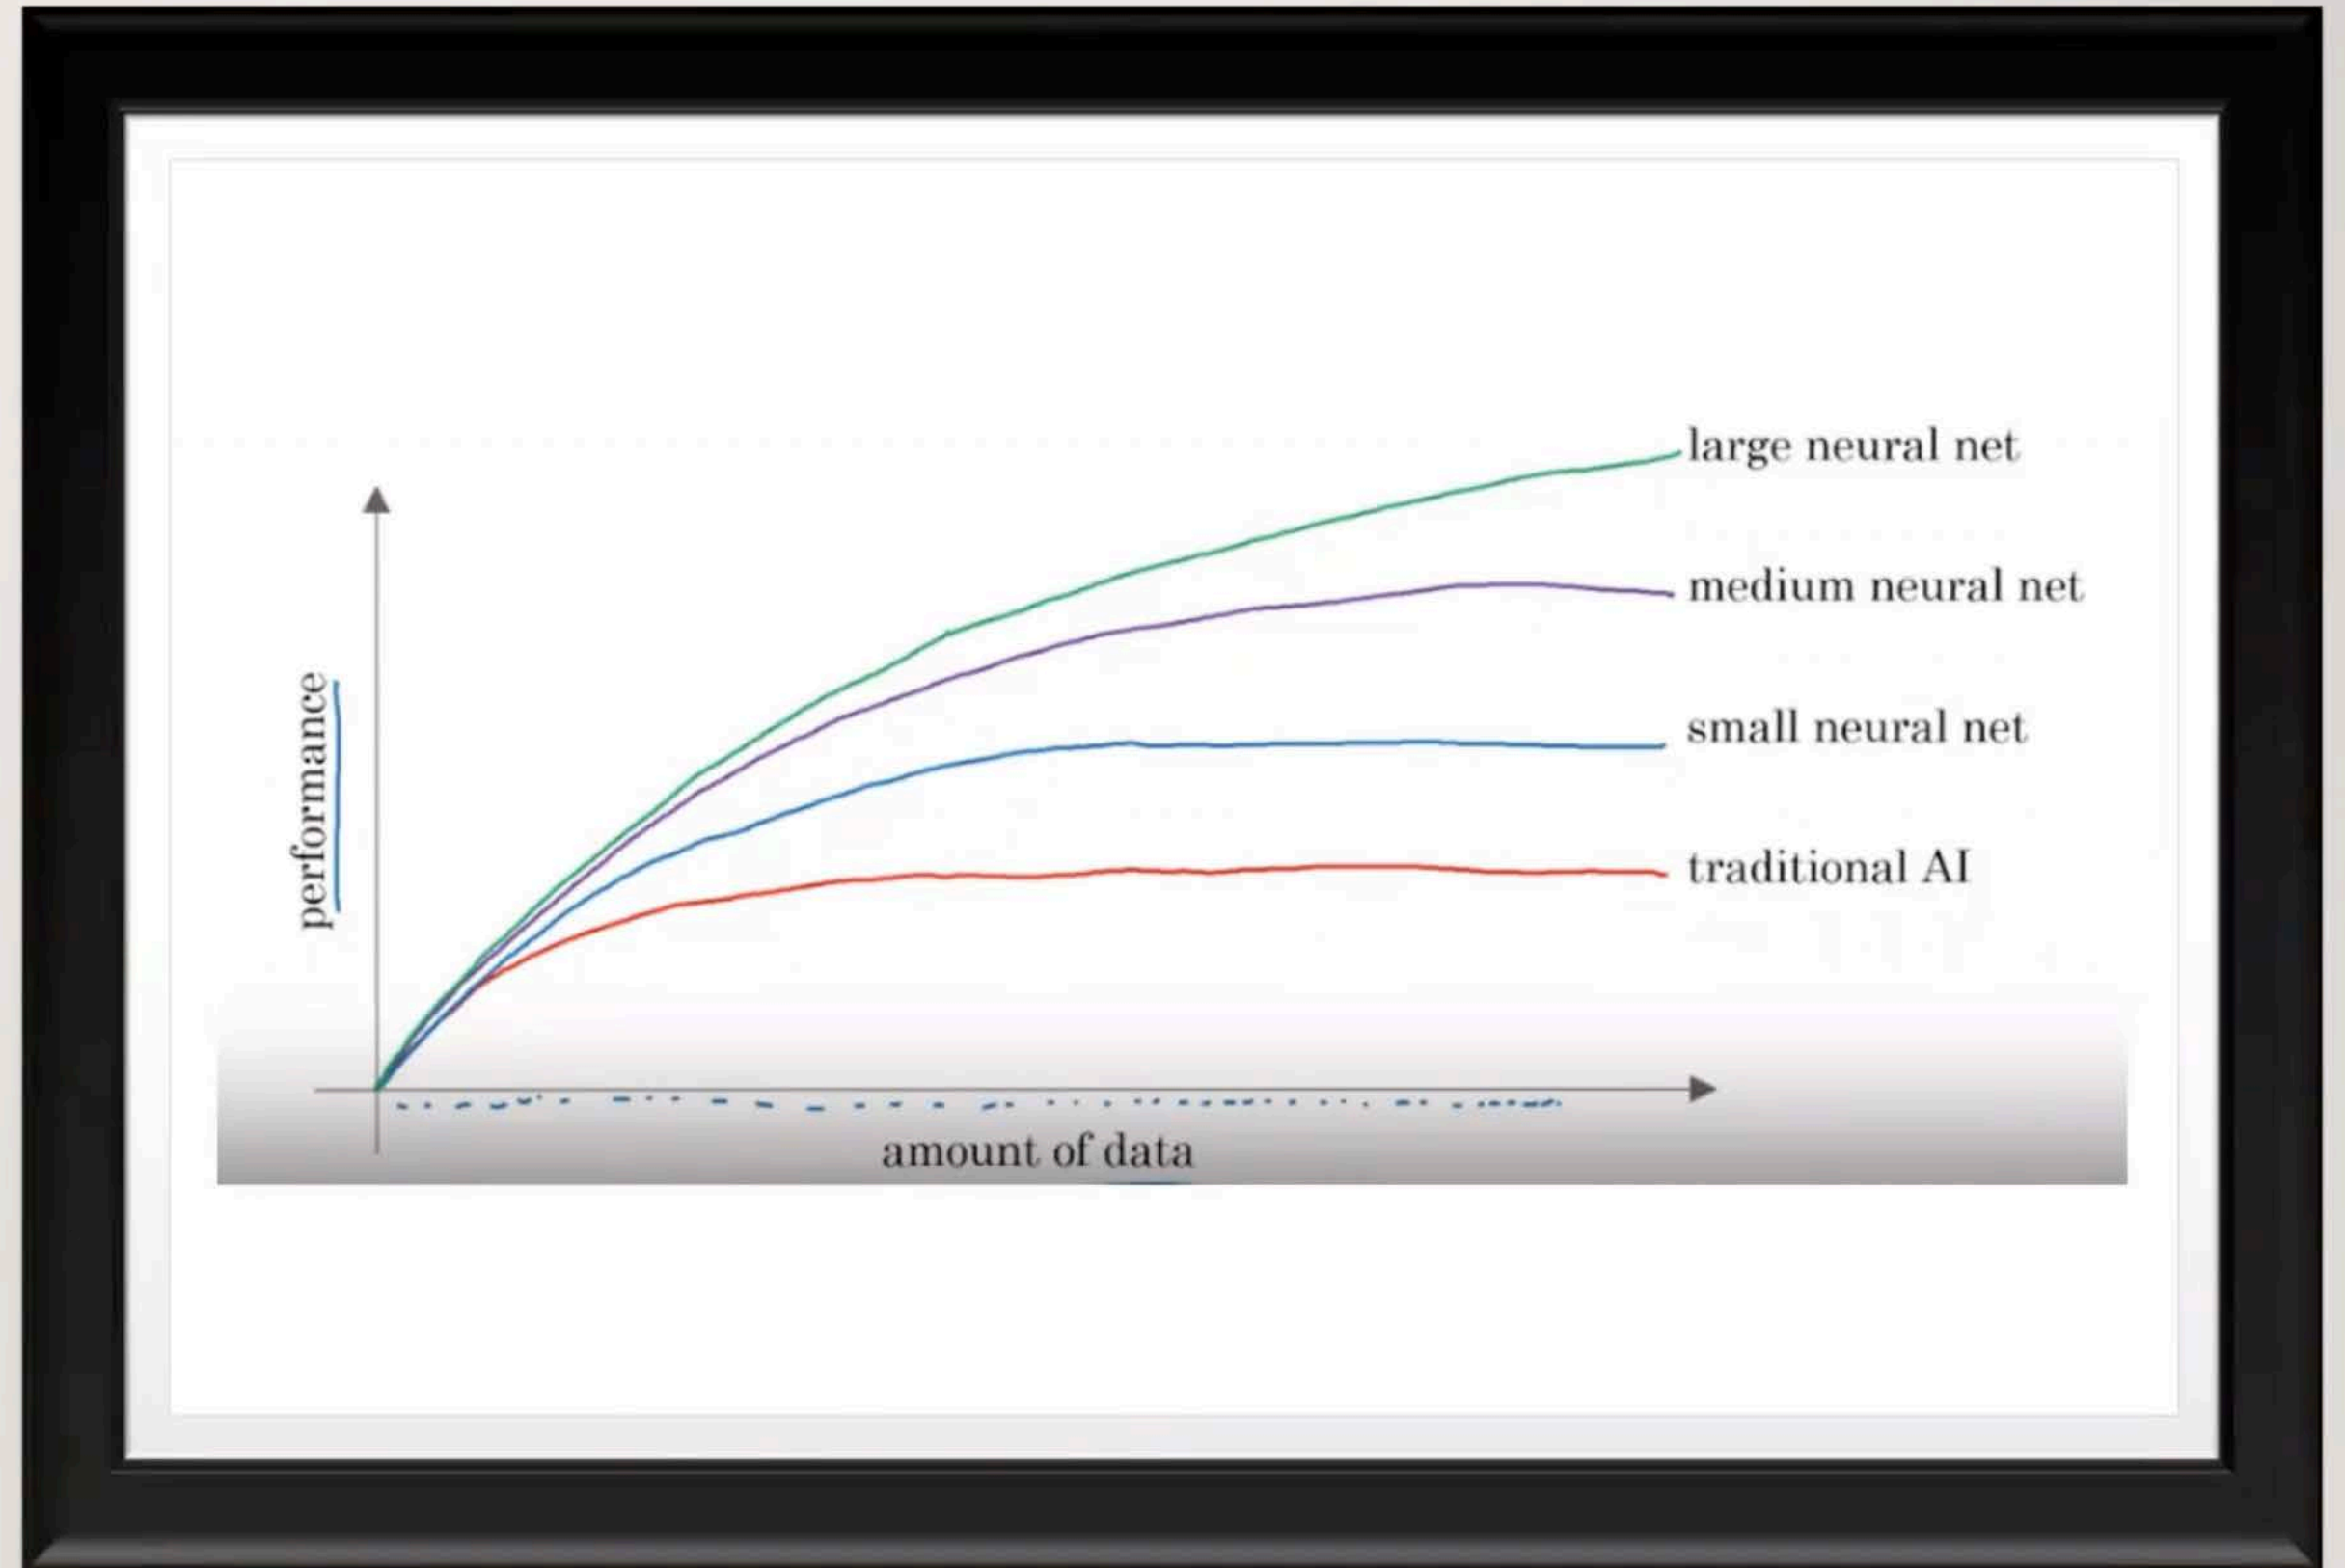 large neural net
medium neural net
small neural net
traditional AI
performance
amount of data